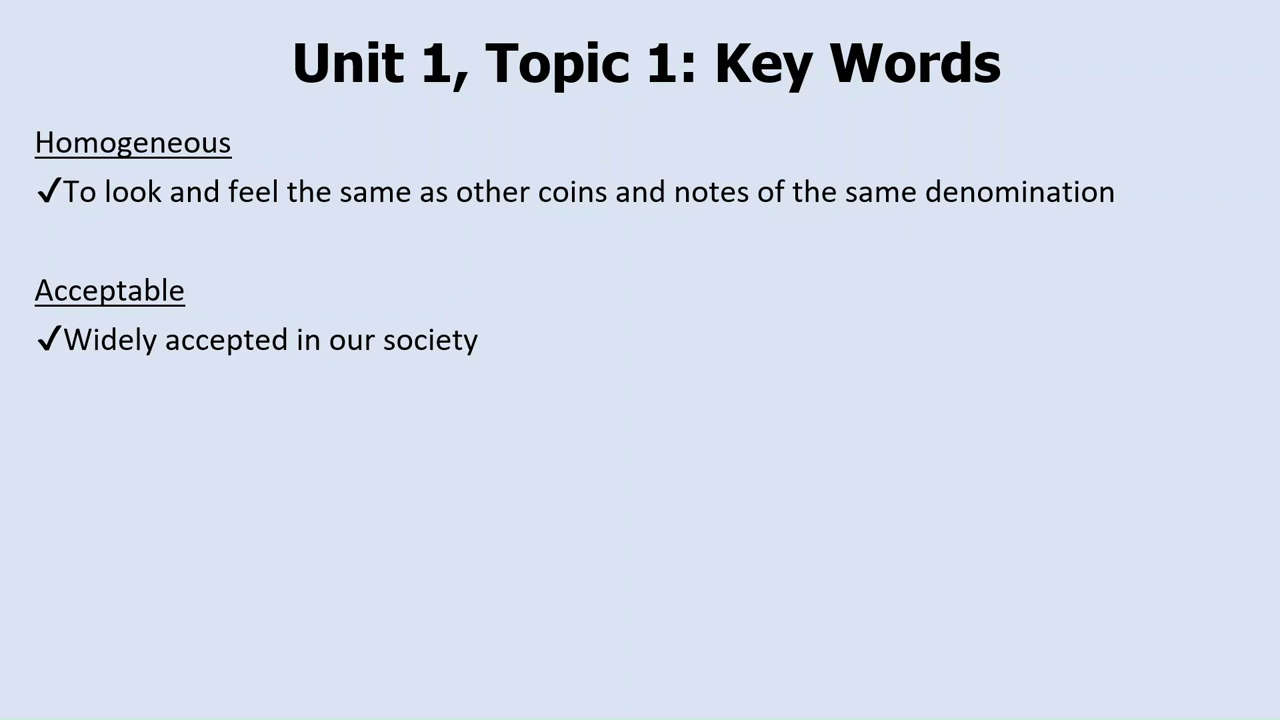 Unit 1, Topic 1: Key Words
Homogeneous
✓To look and feel the same as other coins and notes of the same denomination
Acceptable
✓Widely accepted in our society